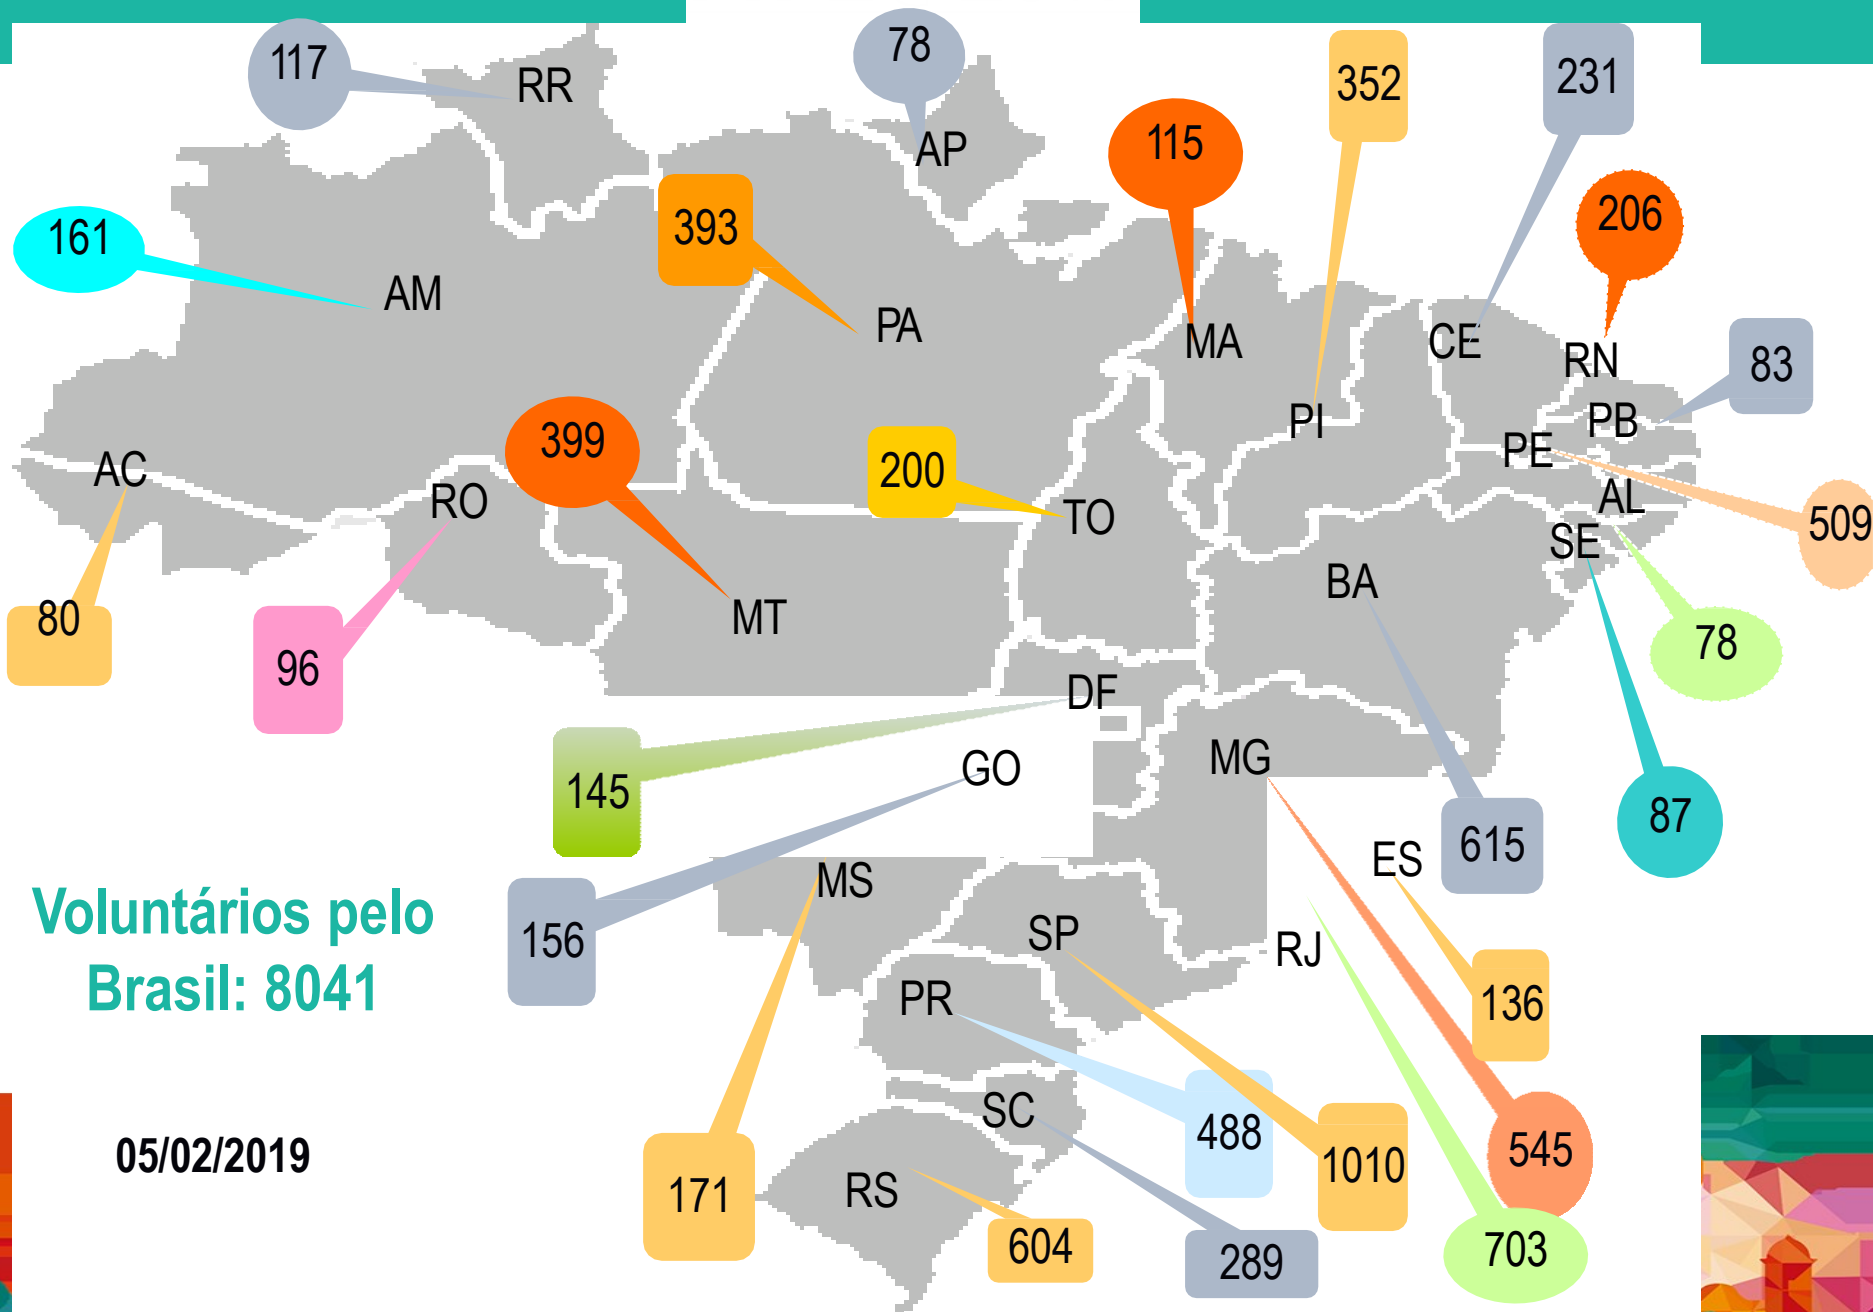 117
RR
78
AP
352
231
115
206
161
393
AM
PA
MA
CE
RN
83
PI
PB
399
PE
AC
200
RO
AL
TO
509
SE
BA
80
MT
78
96
DF
MG
GO
145
87
615
ES
MS
Voluntários pelo
Brasil: 8041
156
SP
RJ
PR
136
SC
488
545
05/02/2019
1010
171
RS
604
703
289